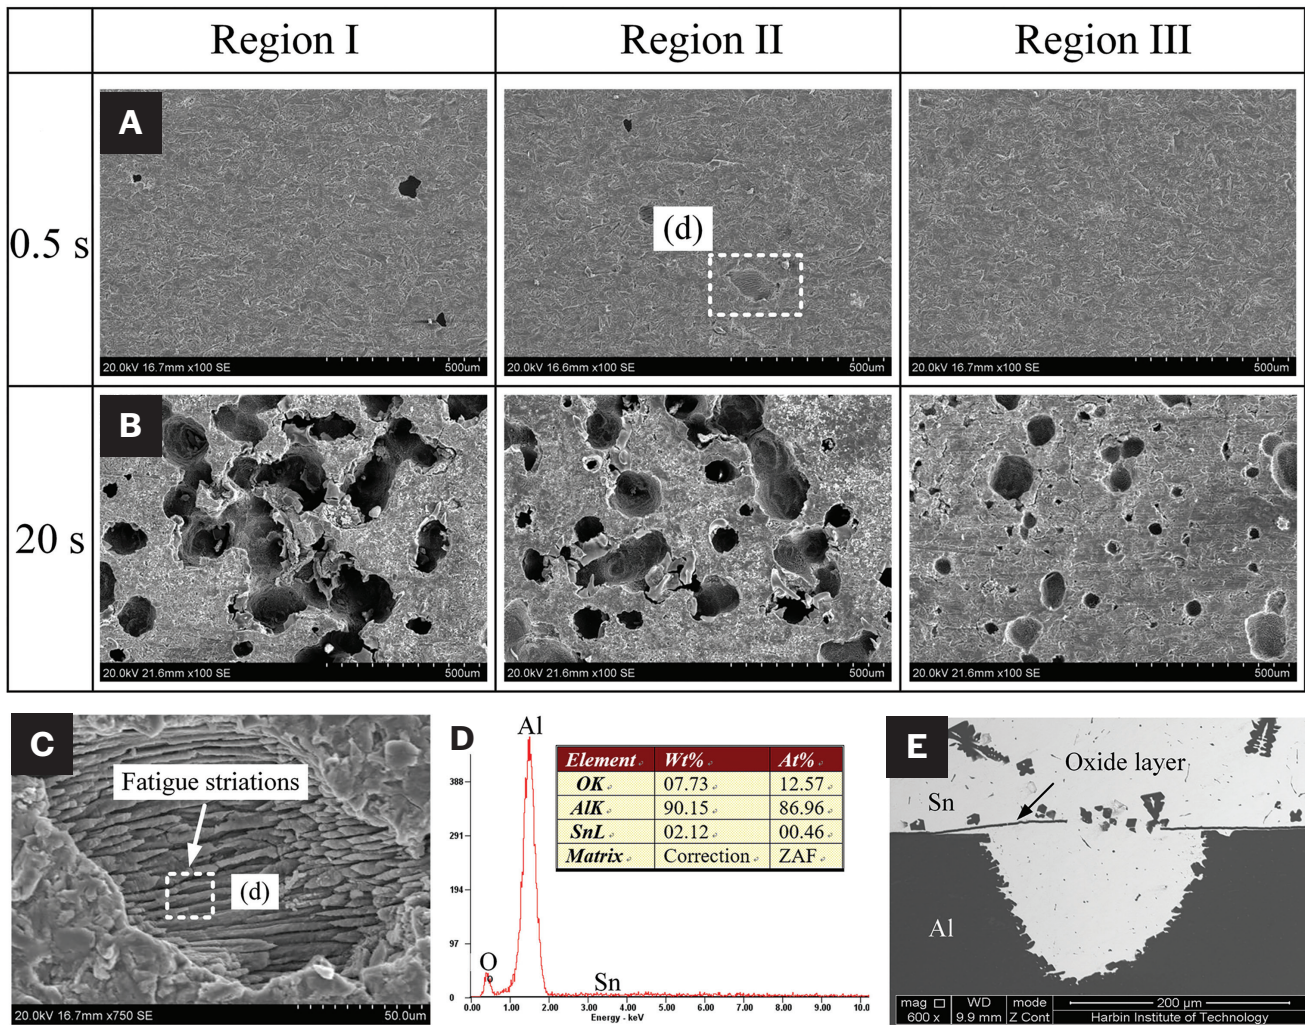 Region I Region II Region III
0.5 s
A
(d)
20.0kV 16.7mm x100 SE 500um
20.0kV 16.6mm x100 SE 500um
20.0kV 16.7mm x100 SE 500um
20 s
B
20.0kV 21.6mm x100 SE 500um
20.0kV 21.6mm x100 SE 500um
20.0kV 21.6mm x100 SE 500um
C
Fatigue striations
(d)
20.0kV 16.7mm x750 SE 50.0um
D
Al
388
291
194
97
0
O
Sn
0.00 1.00 2.00 3.00 4.00 5.00 6.00 7.00 8.00 9.00 10.0
Energy - keV
Element Wt% At%
OK 07.73 12.57
AlK 90.15 86.96
SnL 02.12 00.46
Matrix Correction ZAF
E
Oxide layer
Sn
Al
mag WD mode 200 µm
600 x 9.9 mm Z Cont Harbin Institute of Technology